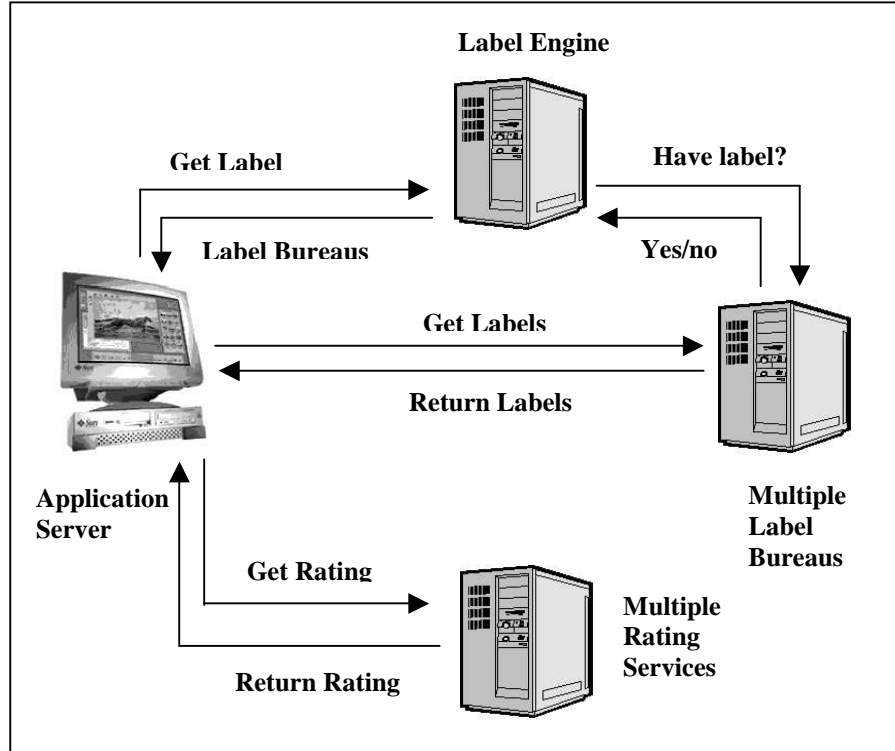 Label Engine
Get Label
Have label?
Label Bureaus
Yes/no
Get Labels
Return Labels
Application
Server
Multiple
Label
Bureaus
Get Rating
Multiple
Rating
Services
Return Rating
Sun